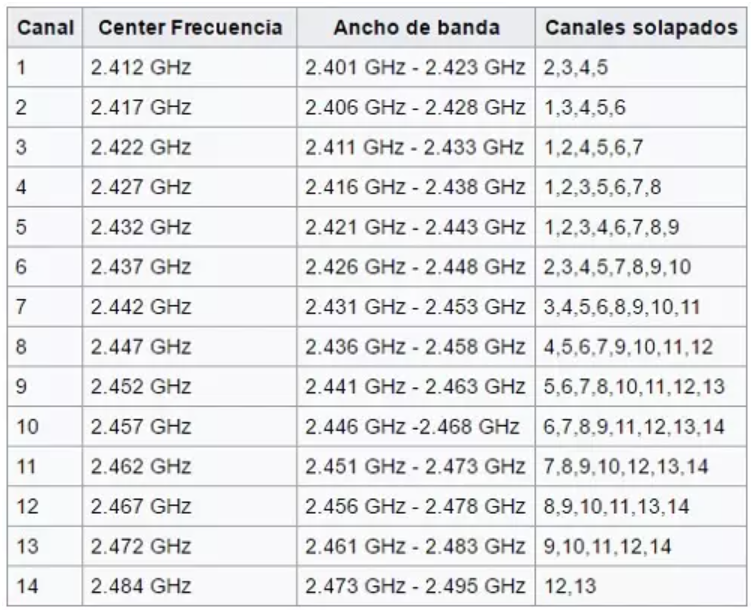 Canal Center Frecuencia Ancho de banda Canales solapados
1 2.412 GHz 2.401 GHz - 2.423 GHz 2,3,4,5
2 2.417 GHz 2.406 GHz - 2.428 GHz 1,3,4,5,6
3 2.422 GHz 2.411 GHz - 2.433 GHz 1,2,4,5,6,7
4 2.427 GHz 2.416 GHz - 2.438 GHz 1,2,3,5,6,7,8
5 2.432 GHz 2.421 GHz - 2.443 GHz 1,2,3,4,6,7,8,9
6 2.437 GHz 2.426 GHz - 2.448 GHz 2,3,4,5,7,8,9,10
7 2.442 GHz 2.431 GHz - 2.453 GHz 3,4,5,6,8,9,10,11
8 2.447 GHz 2.436 GHz - 2.458 GHz 4,5,6,7,9,10,11,12
9 2.452 GHz 2.441 GHz - 2.463 GHz 5,6,7,8,10,11,12,13
10 2.457 GHz 2.446 GHz -2.468 GHz 6,7,8,9,11,12,13,14
11 2.462 GHz 2.451 GHz - 2.473 GHz 7,8,9,10,12,13,14
12 2.467 GHz 2.456 GHz - 2.478 GHz 8,9,10,11,13,14
13 2.472 GHz 2.461 GHz - 2.483 GHz 9,10,11,12,14
14 2.484 GHz 2.473 GHz - 2.495 GHz 12,13